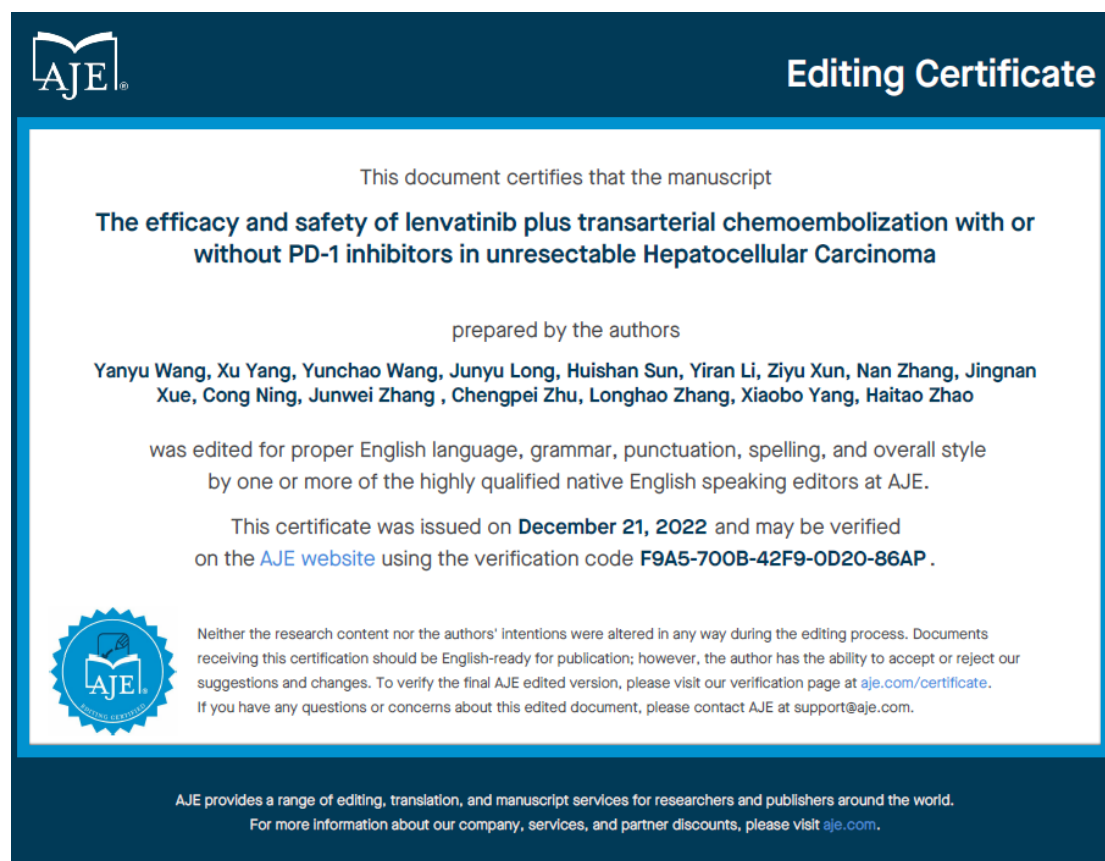 AJE®
Editing Certificate
This document certifies that the manuscript
The efficacy and safety of lenvatinib plus transarterial chemoembolization with or
without PD-1 inhibitors in unresectable Hepatocellular Carcinoma
prepared by the authors
Yanyu Wang, Xu Yang, Yunchao Wang, Junyu Long, Huishan Sun, Yiran Li, Ziyu Xun, Nan Zhang, Jingnan
Xue, Cong Ning, Junwei Zhang , Chengpei Zhu, Longhao Zhang, Xiaobo Yang, Haitao Zhao
was edited for proper English language, grammar, punctuation, spelling, and overall style
by one or more of the highly qualified native English speaking editors at AJE.
This certificate was issued on December 21, 2022 and may be verified
on the AJE website using the verification code F9A5-700B-42F9-0D20-86AP .
Neither the research content nor the authors' intentions were altered in any way during the editing process. Documents
receiving this certification should be English-ready for publication; however, the author has the ability to accept or reject our
suggestions and changes. To verify the final AJE edited version, please visit our verification page at aje.com/certificate.
If you have any questions or concerns about this edited document, please contact AJE at support@aje.com.
AJE®
EDITING CERTIFIED
AJE provides a range of editing, translation, and manuscript services for researchers and publishers around the world.
For more information about our company, services, and partner discounts, please visit aje.com.